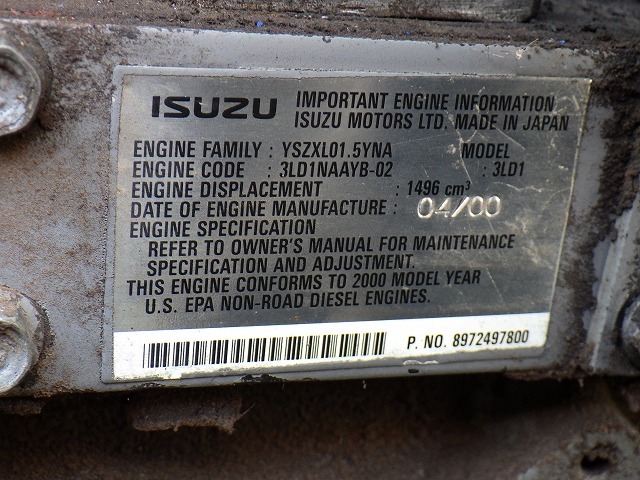 ISUZU IMPORTANT ENGINE INFORMATION
ISUZU MOTORS LTD. MADE IN JAPAN
ENGINE FAMILY : YSZXL01.5YNA MODEL
ENGINE CODE : 3LD1NAAYB-02 : 3LD1
ENGINE DISPLACEMENT : 1496 cm³
DATE OF ENGINE MANUFACTURE : 04/00
ENGINE SPECIFICATION
REFER TO OWNER'S MANUAL FOR MAINTENANCE
SPECIFICATION AND ADJUSTMENT.
THIS ENGINE CONFORMS TO 2000 MODEL YEAR
U.S. EPA NON-ROAD DIESEL ENGINES.
P. NO. 8972497800